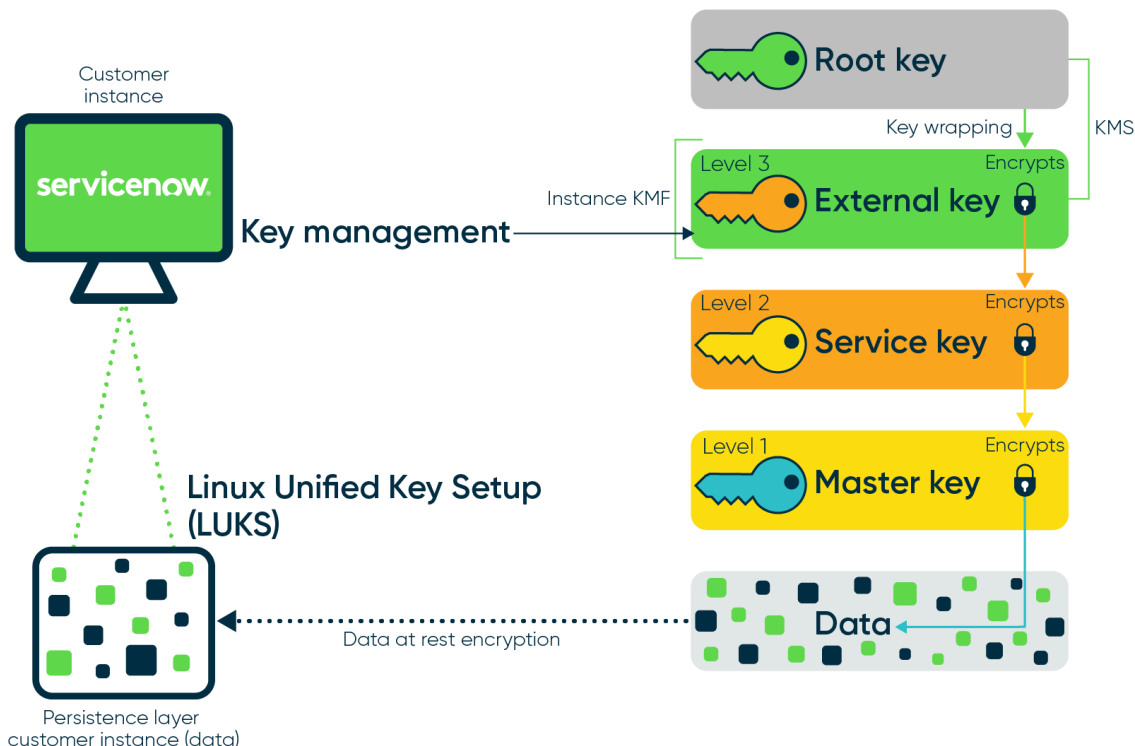 Customer
instance
servicenow.
Key management
Instance KMF
Root key
Key wrapping
KMS
Level 3
Encrypts
External key
Level 2
Encrypts
Service key
Level 1
Encrypts
Master key
Linux Unified Key Setup
(LUKS)
Data
Data at rest encryption
Persistence layer
customer instance (data)